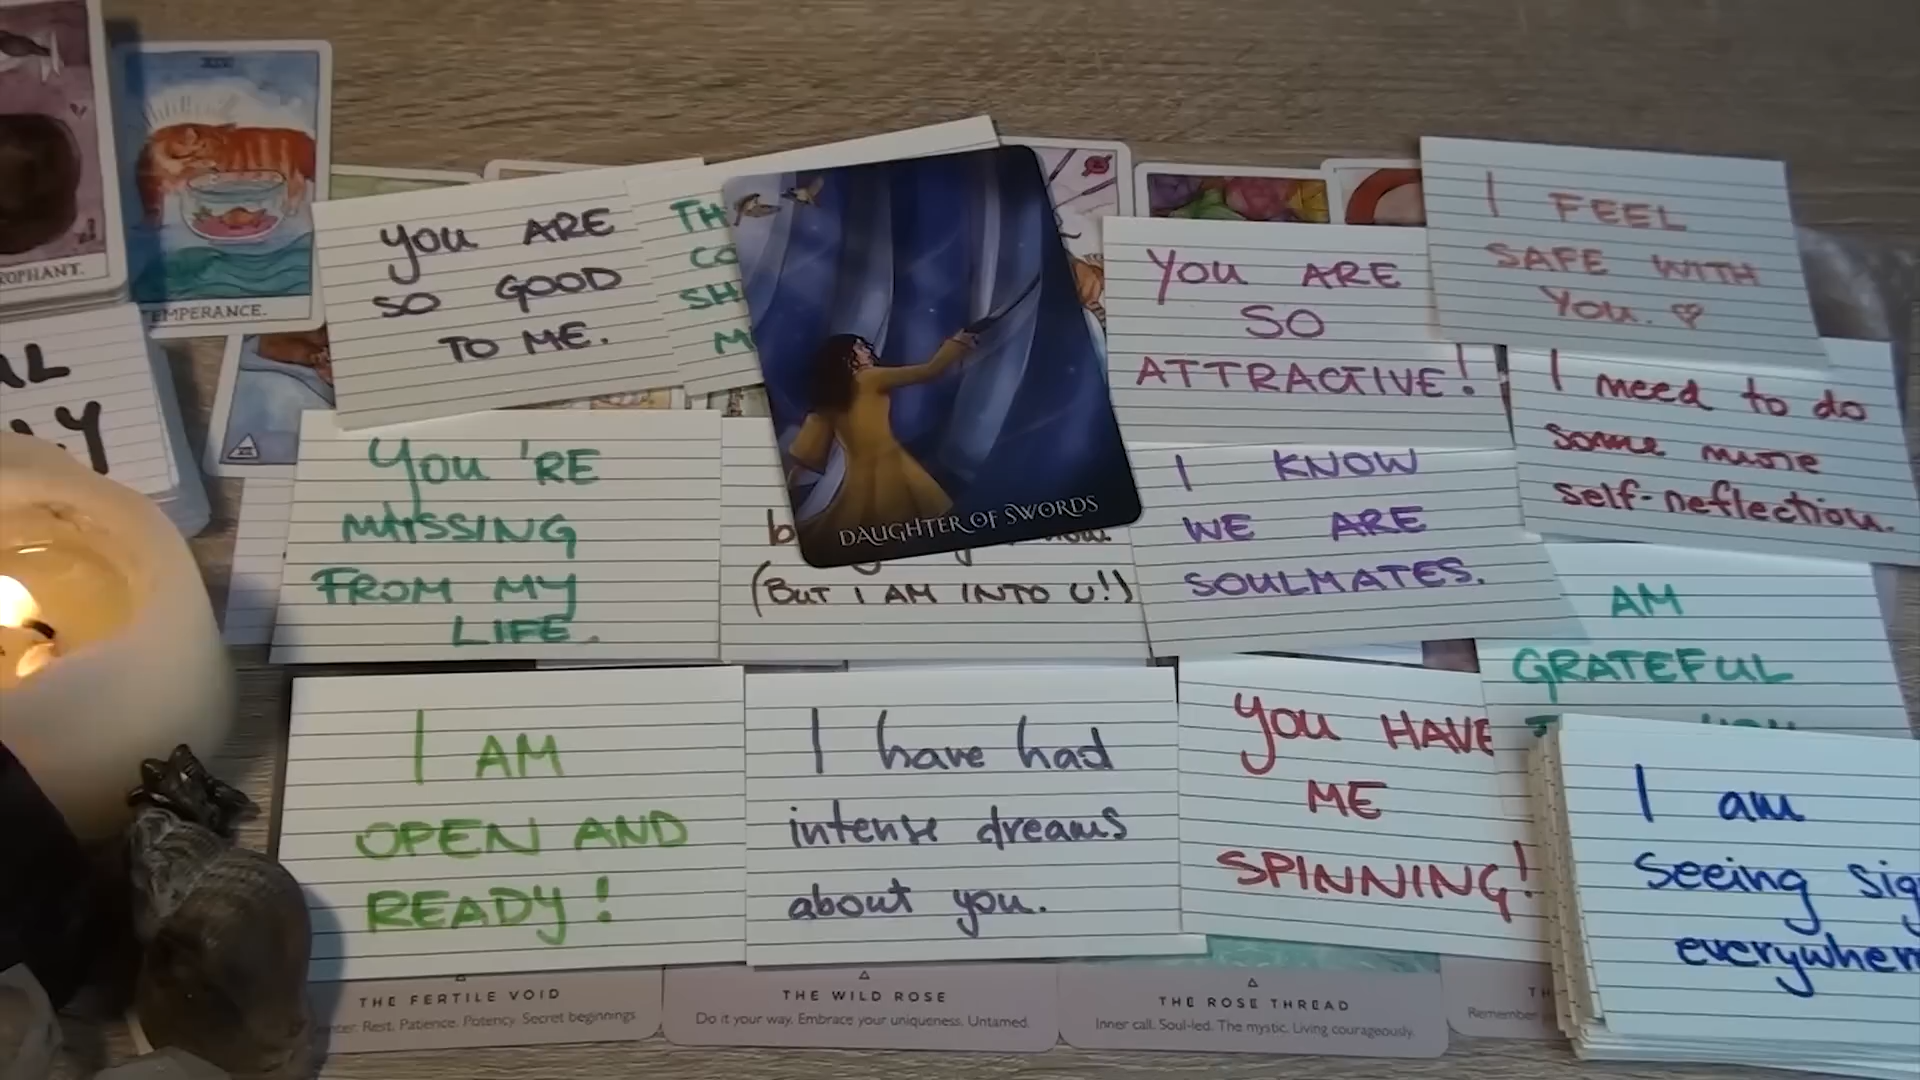 XIV
TEMPERANCE.
YOU ARE
SO GOOD
TO ME.
YOU ARE
SO
ATTRACTIVE!
I FEEL
SAFE WITH
YOU. ♡
I need to do
some more
self-reflection.
DAUGHTER OF SWORDS
YOU'RE
MISSING
FROM MY
LIFE.
(BUT I AM INTO U!)
I KNOW
WE ARE
SOULMATES.
AM
GRATEFUL
I AM
OPEN AND
READY!
I have had
intense dreams
about you.
YOU HAVE
ME
SPINNING!
I am
seeing
THE FERTILE VOID
Rest. Patience. Potency. Secret beginnings
THE WILD ROSE
Do it your way. Embrace your uniqueness. Untamed.
THE ROSE THREAD
Inner call. Soul-led. The mystic. Living courageously.
Remember